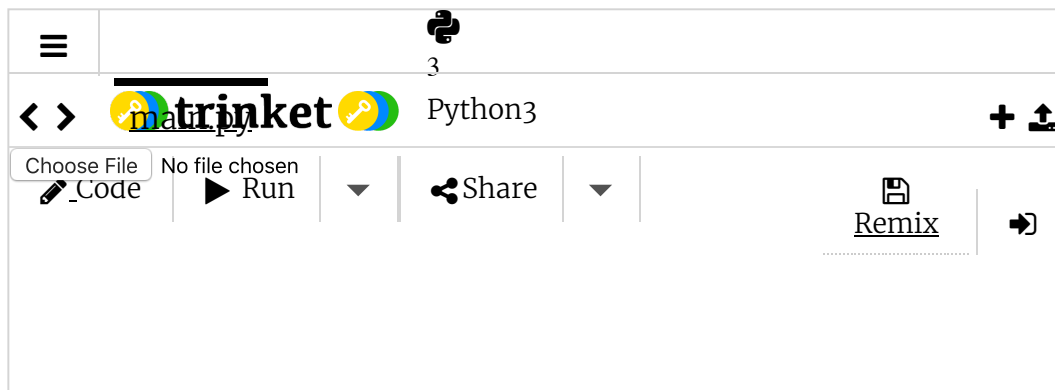 3
trinket
main.py
Python3
Choose File No file chosen
Code
Run
Share
Remix